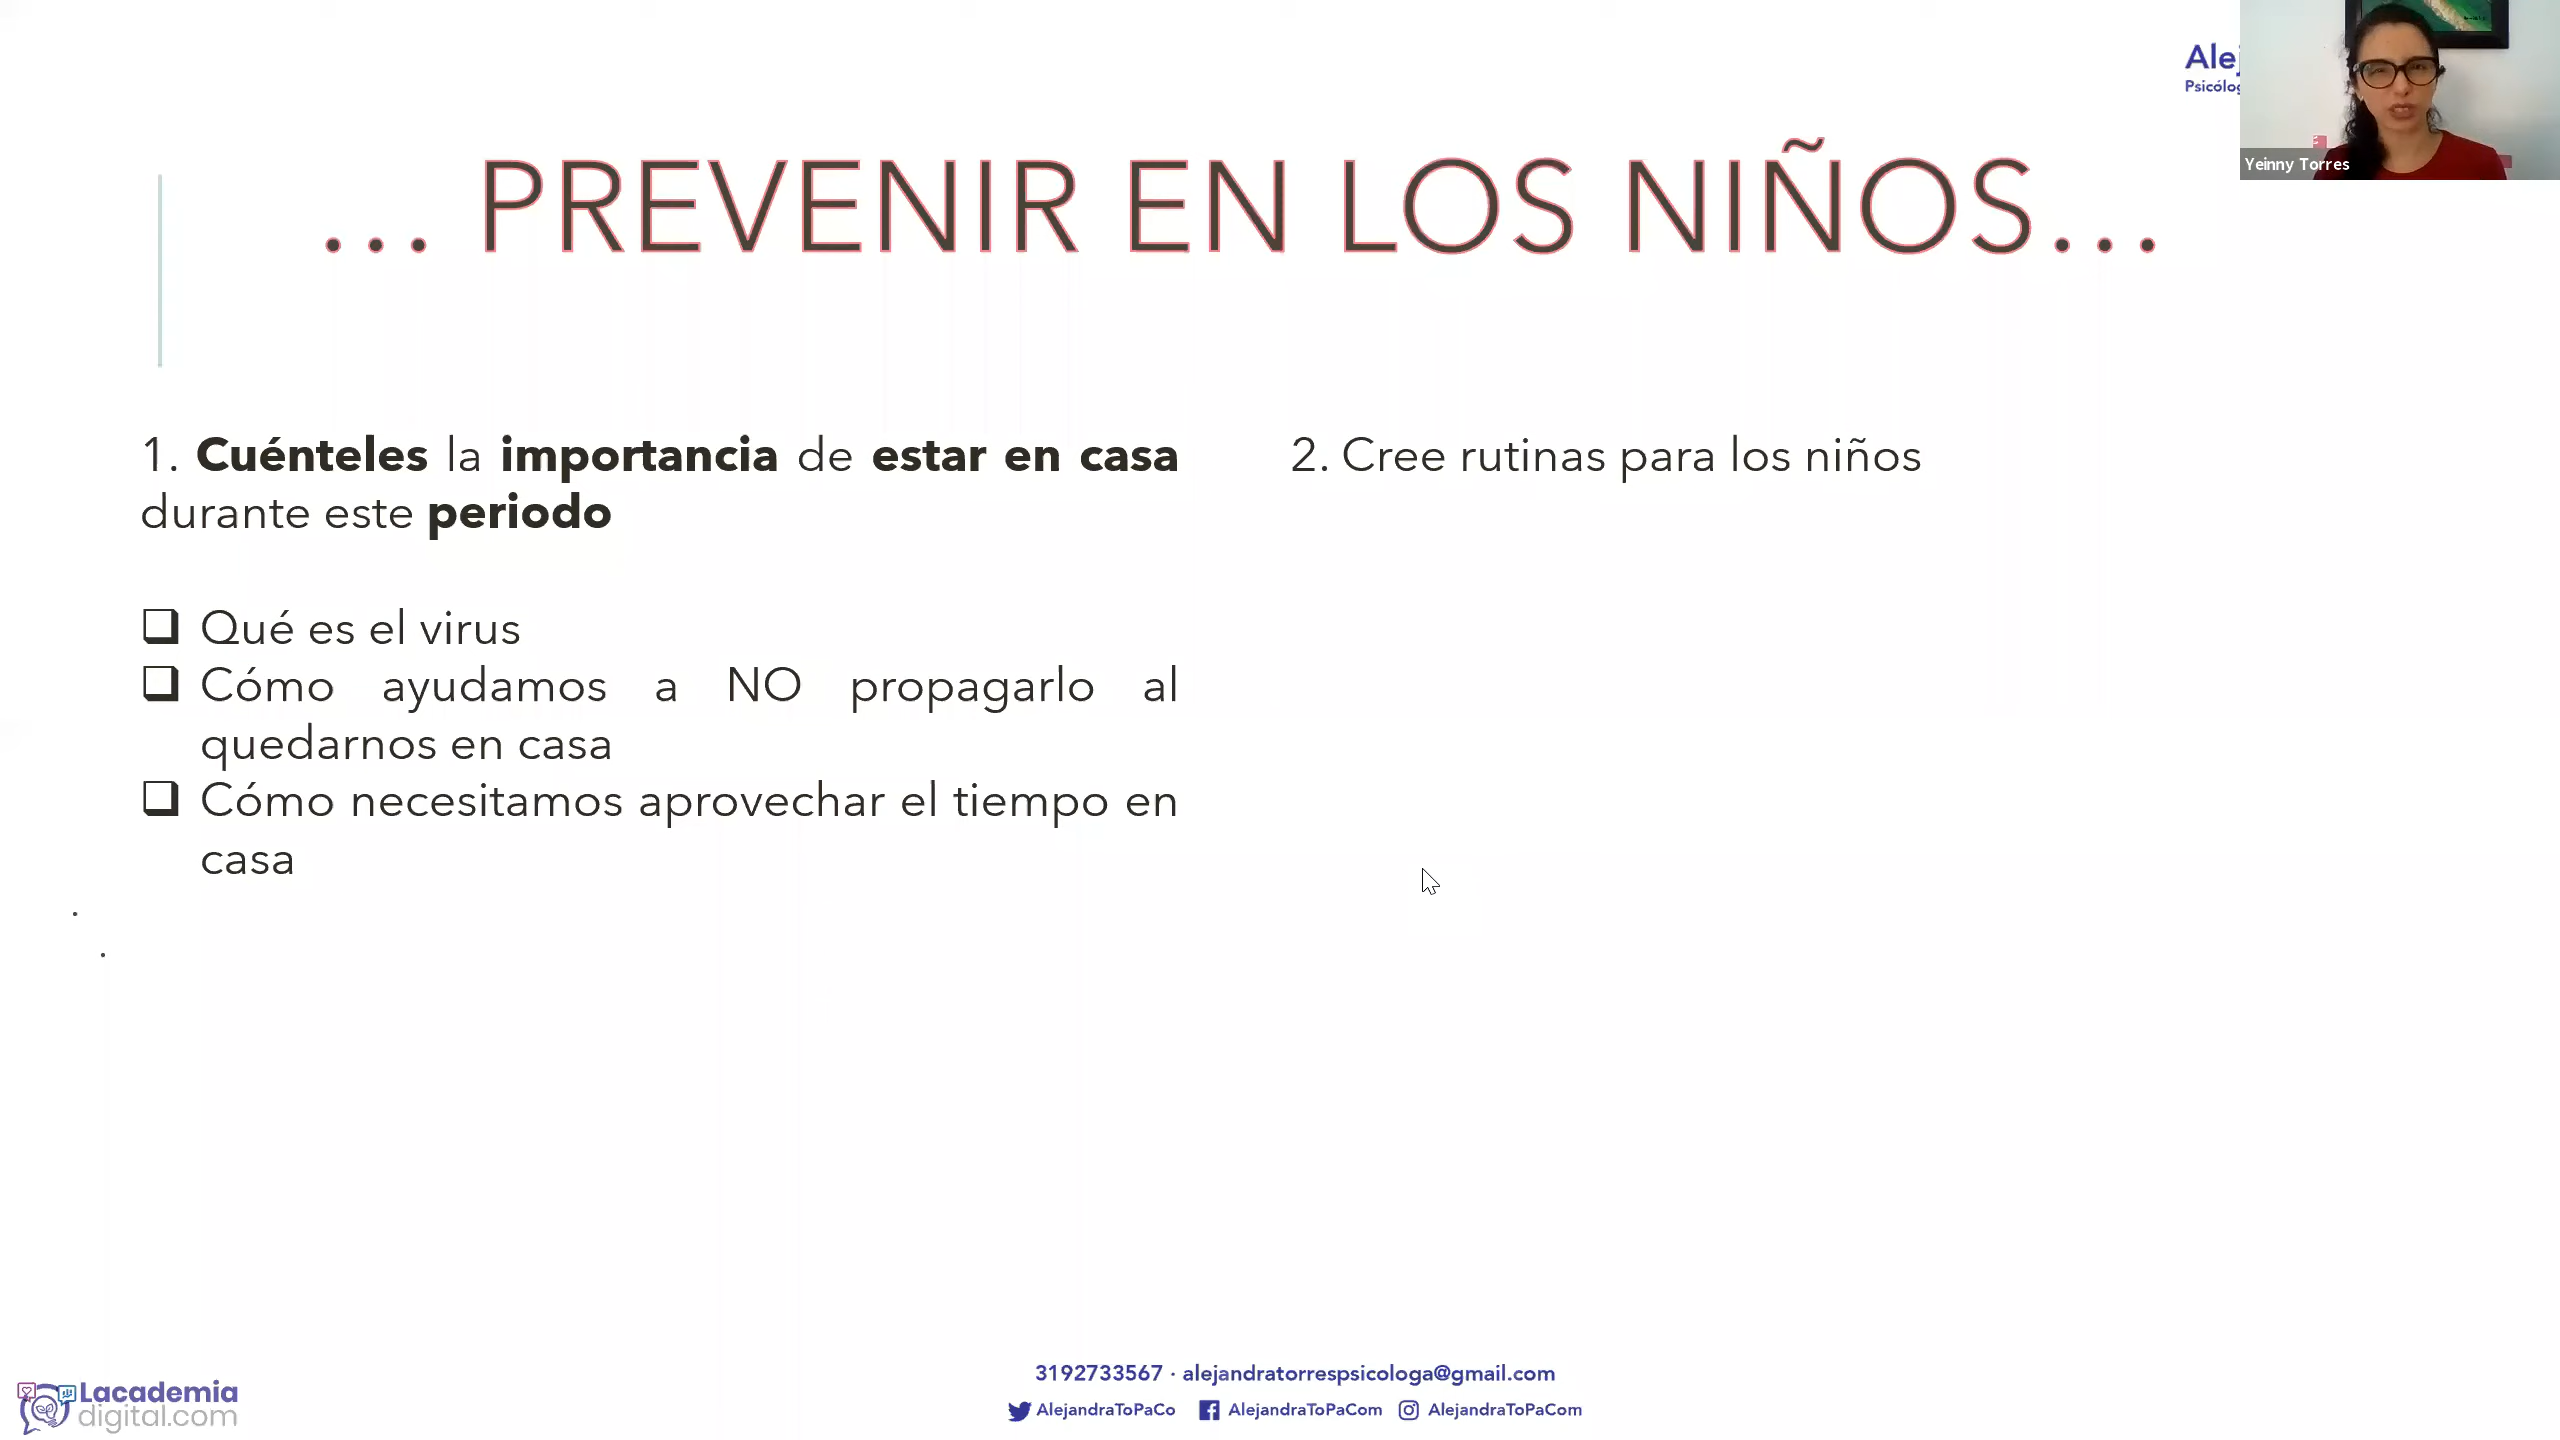 Yeinny Torres
... PREVENIR EN LOS NIÑOS...
1. Cuénteles la importancia de estar en casa
durante este periodo
❑ Qué es el virus
❑ Cómo ayudamos a NO propagarlo al
quedarnos en casa
❑ Cómo necesitamos aprovechar el tiempo en
casa
2. Cree rutinas para los niños
3192733567 · alejandratorrespsicologa@gmail.com
AlejandraToPaCo AlejandraToPaCom AlejandraToPaCom
Lacademia
digital.com